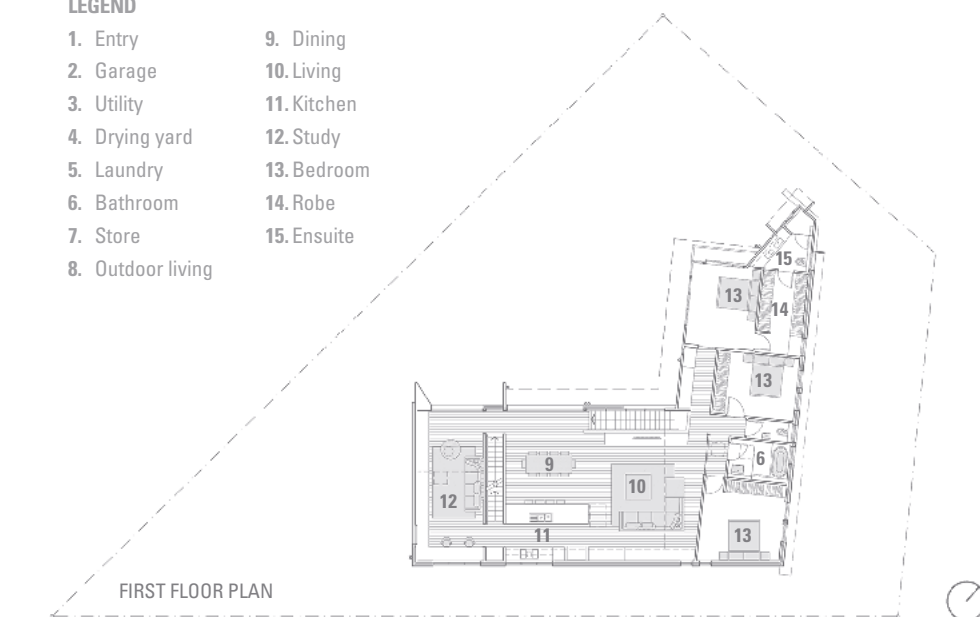 LEGEND
1. Entry
2. Garage
3. Utility
4. Drying yard
5. Laundry
6. Bathroom
7. Store
8. Outdoor living
9. Dining
10. Living
11. Kitchen
12. Study
13. Bedroom
14. Robe
15. Ensuite
15
13
14
13
9
6
10
12
11
13
FIRST FLOOR PLAN